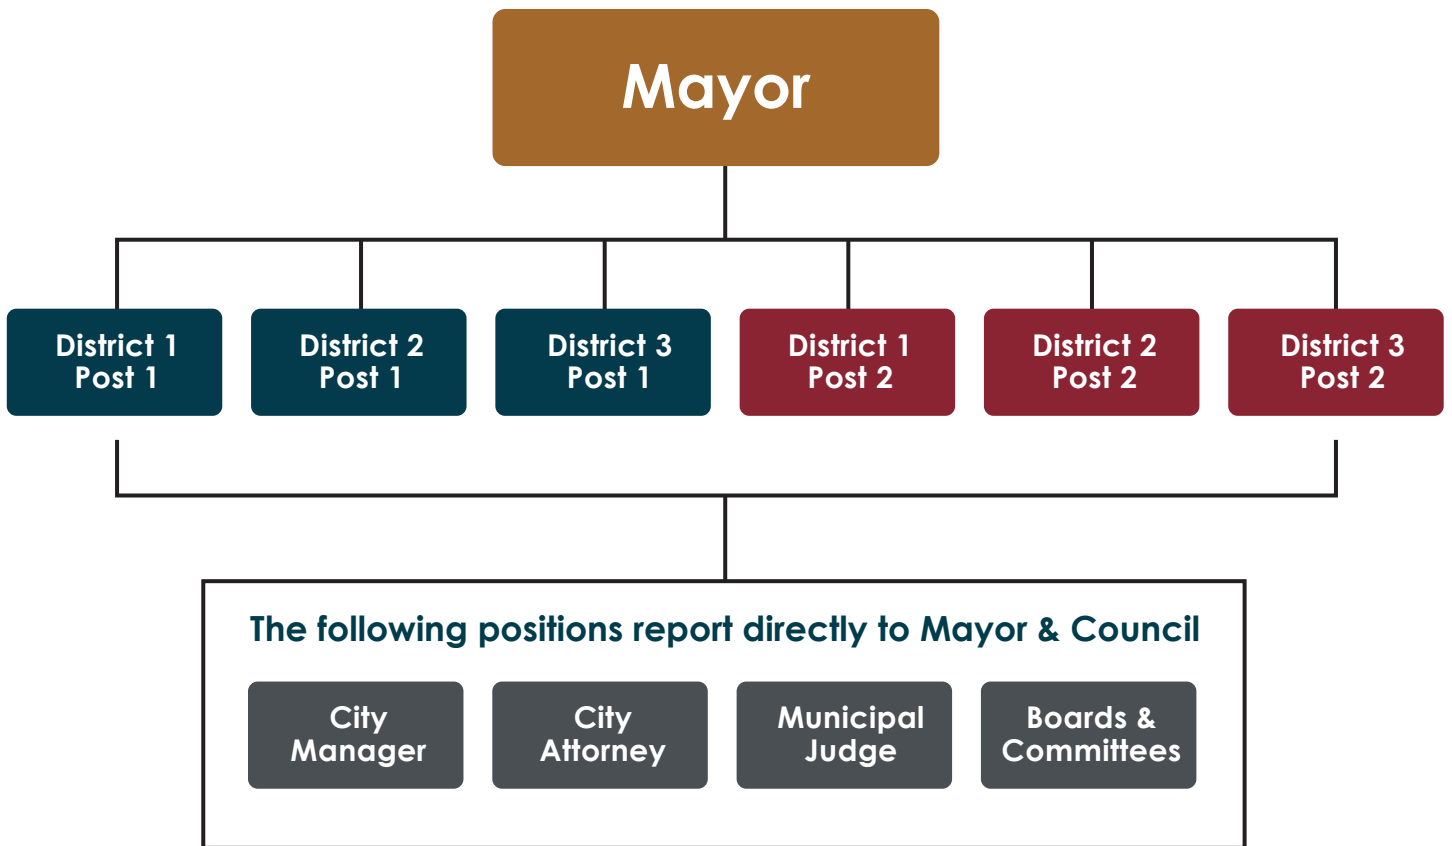 Mayor
District 1
Post 1
District 2
Post 1
District 3
Post 1
District 1
Post 2
District 2
Post 2
District 3
Post 2
The following positions report directly to Mayor & Council
City
Manager
City
Attorney
Municipal
Judge
Boards &
Committees